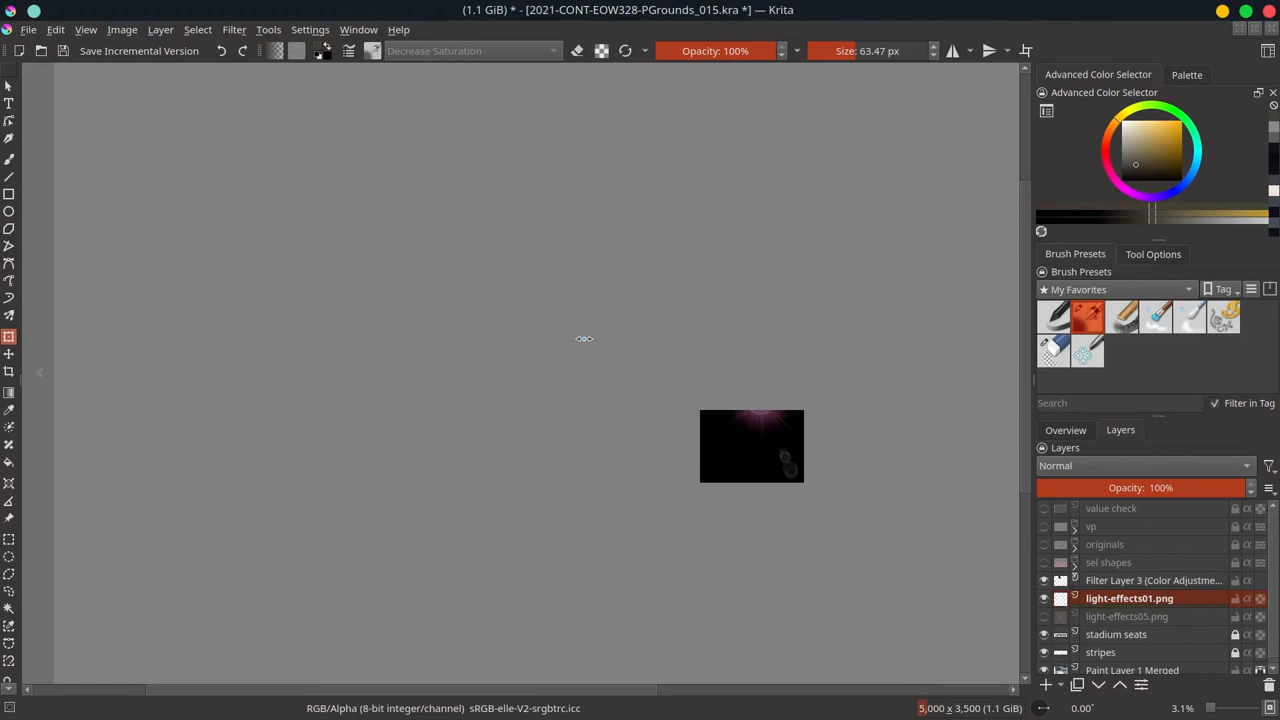 (1.1 GiB) * - [2021-CONT-EOW328-PGrounds_015.kra *] — Krita
File Edit View Image Layer Select Filter Tools Settings Window Help
Save Incremental Version
Decrease Saturation
Opacity: 100%
Size: 63.47 px
Advanced Color Selector Palette
Advanced Color Selector
Brush Presets Tool Options
Brush Presets
★ My Favorites
Tag
Search
Filter in Tag
Overview Layers
Layers
Normal
Opacity: 100%
value check
vp
originals
sel shapes
Filter Layer 3 (Color Adjustme...
light-effects01.png
light-effects05.png
stadium seats
stripes
Paint Layer 1 Merged
RGB/Alpha (8-bit integer/channel) sRGB-elle-V2-srgbtrc.icc
5,000 x 3,500 (1.1 GiB)
0.00°
3.1%